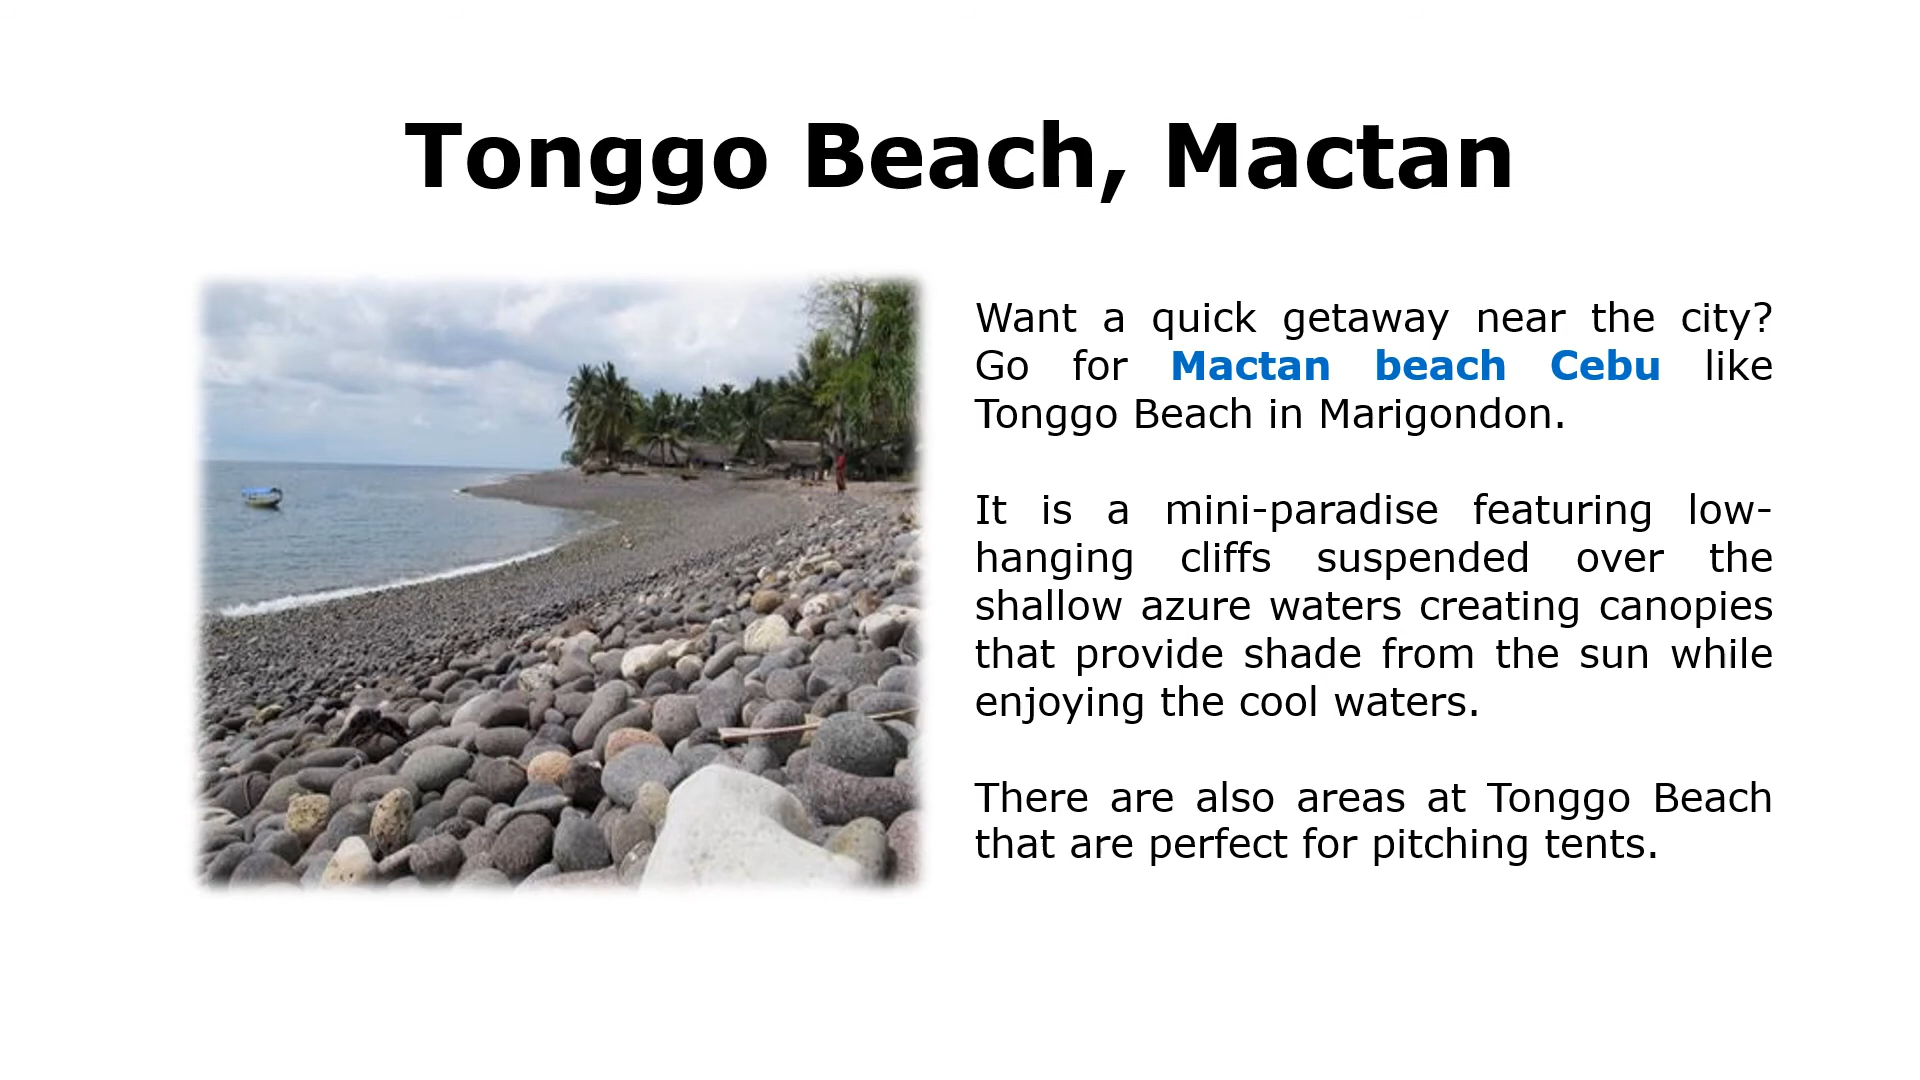 Tonggo Beach, Mactan
Want a quick getaway near the city?
Go for Mactan beach Cebu like
Tonggo Beach in Marigondon.
It is a mini-paradise featuring low-
hanging cliffs suspended over the
shallow azure waters creating canopies
that provide shade from the sun while
enjoying the cool waters.
There are also areas at Tonggo Beach
that are perfect for pitching tents.